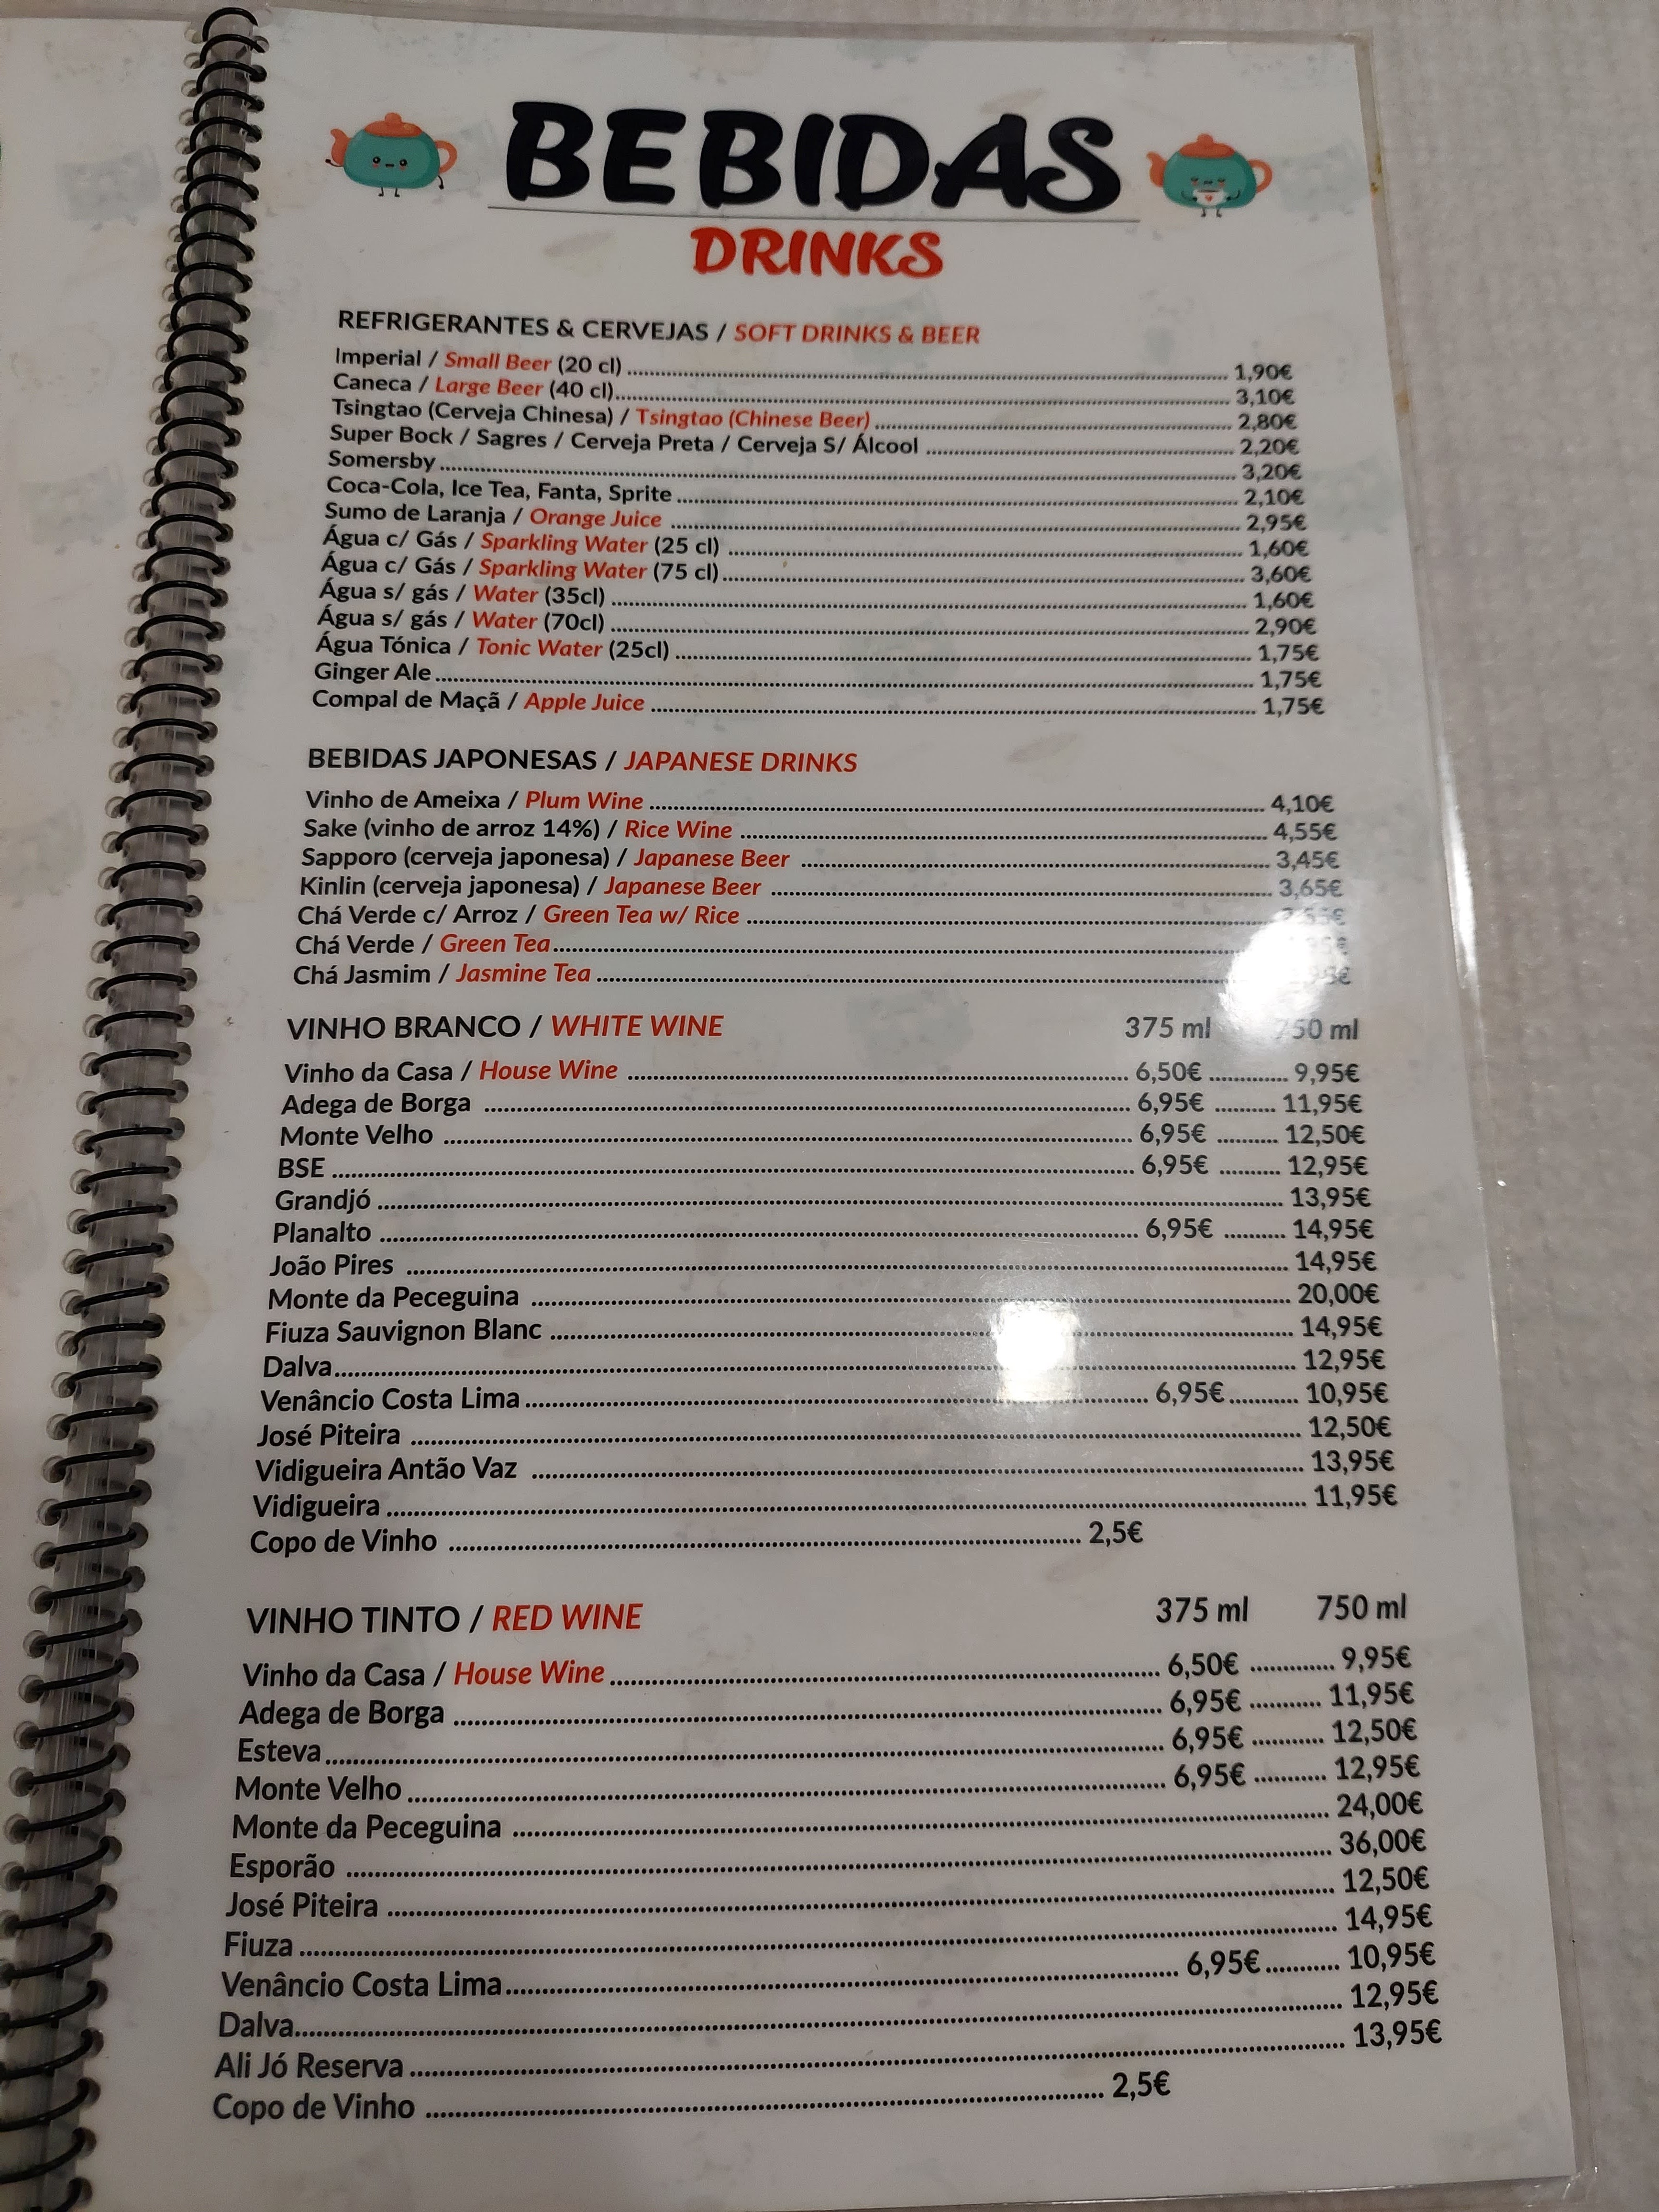 BEBIDAS
DRINKS
REFRIGERANTES & CERVEJAS / SOFT DRINKS & BEER
Imperial / Small Beer (20 cl) 1,90€
Caneca / Large Beer (40 cl) 3,10€
Tsingtao (Cerveja Chinesa) / Tsingtao (Chinese Beer) 2,80€
Super Bock / Sagres / Cerveja Preta / Cerveja S/ Álcool 2,20€
Somersby 3,20€
Coca-Cola, Ice Tea, Fanta, Sprite 2,10€
Sumo de Laranja / Orange Juice 2,95€
Água c/ Gás / Sparkling Water (25 cl) 1,60€
Água c/ Gás / Sparkling Water (75 cl) 3,60€
Água s/ gás / Water (35cl) 1,60€
Água s/ gás / Water (70cl) 2,90€
Água Tónica / Tonic Water (25cl) 1,75€
Ginger Ale 1,75€
Compal de Maçã / Apple Juice 1,75€
BEBIDAS JAPONESAS / JAPANESE DRINKS
Vinho de Ameixa / Plum Wine 4,10€
Sake (vinho de arroz 14%) / Rice Wine 4,55€
Sapporo (cerveja japonesa) / Japanese Beer 3,45€
Kinlin (cerveja japonesa) / Japanese Beer 3,65€
Chá Verde c/ Arroz / Green Tea w/ Rice
Chá Verde / Green Tea
Chá Jasmim / Jasmine Tea
VINHO BRANCO / WHITE WINE 375 ml 750 ml
Vinho da Casa / House Wine 6,50€ 9,95€
Adega de Borga 6,95€ 11,95€
Monte Velho 6,95€ 12,50€
BSE 6,95€ 12,95€
Grandjó 13,95€
Planalto 6,95€ 14,95€
João Pires 14,95€
Monte da Peceguina 20,00€
Fiuza Sauvignon Blanc 14,95€
Dalva 12,95€
Venâncio Costa Lima 6,95€ 10,95€
José Piteira 12,50€
Vidigueira Antão Vaz 13,95€
Vidigueira 11,95€
Copo de Vinho 2,5€
VINHO TINTO / RED WINE 375 ml 750 ml
Vinho da Casa / House Wine 6,50€ 9,95€
Adega de Borga 6,95€ 11,95€
Esteva 6,95€ 12,50€
Monte Velho 6,95€ 12,95€
Monte da Peceguina 24,00€
Esporão 36,00€
José Piteira 12,50€
Fiuza 14,95€
Venâncio Costa Lima 6,95€ 10,95€
Dalva 12,95€
Ali Jó Reserva 13,95€
Copo de Vinho 2,5€